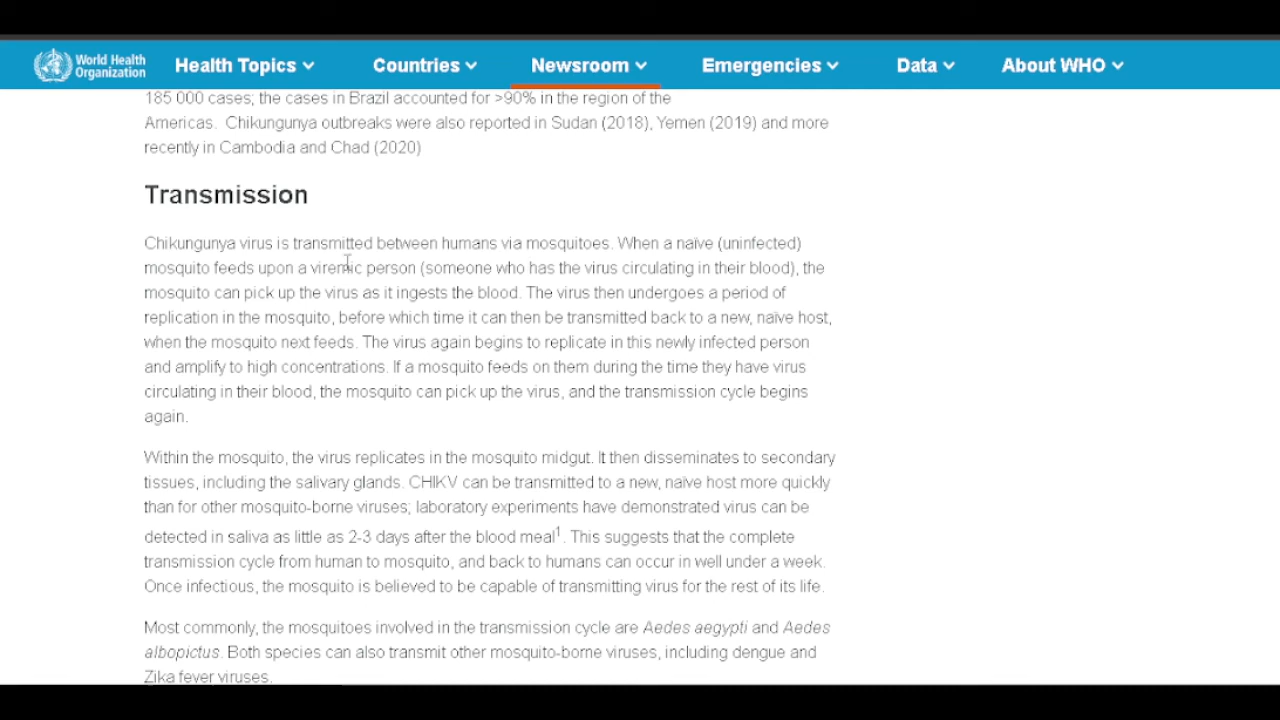 World Health
Organization
Health Topics
Countries
Newsroom
Emergencies
Data
About WHO
185 000 cases; the cases in Brazil accounted for >90% in the region of the
Americas. Chikungunya outbreaks were also reported in Sudan (2018), Yemen (2019) and more
recently in Cambodia and Chad (2020)
Transmission
Chikungunya virus is transmitted between humans via mosquitoes. When a naïve (uninfected)
mosquito feeds upon a viremic person (someone who has the virus circulating in their blood), the
mosquito can pick up the virus as it ingests the blood. The virus then undergoes a period of
replication in the mosquito, before which time it can then be transmitted back to a new, naïve host,
when the mosquito next feeds. The virus again begins to replicate in this newly infected person
and amplify to high concentrations. If a mosquito feeds on them during the time they have virus
circulating in their blood, the mosquito can pick up the virus, and the transmission cycle begins
again.
Within the mosquito, the virus replicates in the mosquito midgut. It then disseminates to secondary
tissues, including the salivary glands. CHIKV can be transmitted to a new, naïve host more quickly
than for other mosquito-borne viruses; laboratory experiments have demonstrated virus can be
detected in saliva as little as 2-3 days after the blood meal¹. This suggests that the complete
transmission cycle from human to mosquito, and back to humans can occur in well under a week.
Once infectious, the mosquito is believed to be capable of transmitting virus for the rest of its life.
Most commonly, the mosquitoes involved in the transmission cycle are Aedes aegypti and Aedes
albopictus. Both species can also transmit other mosquito-borne viruses, including dengue and
Zika fever viruses.